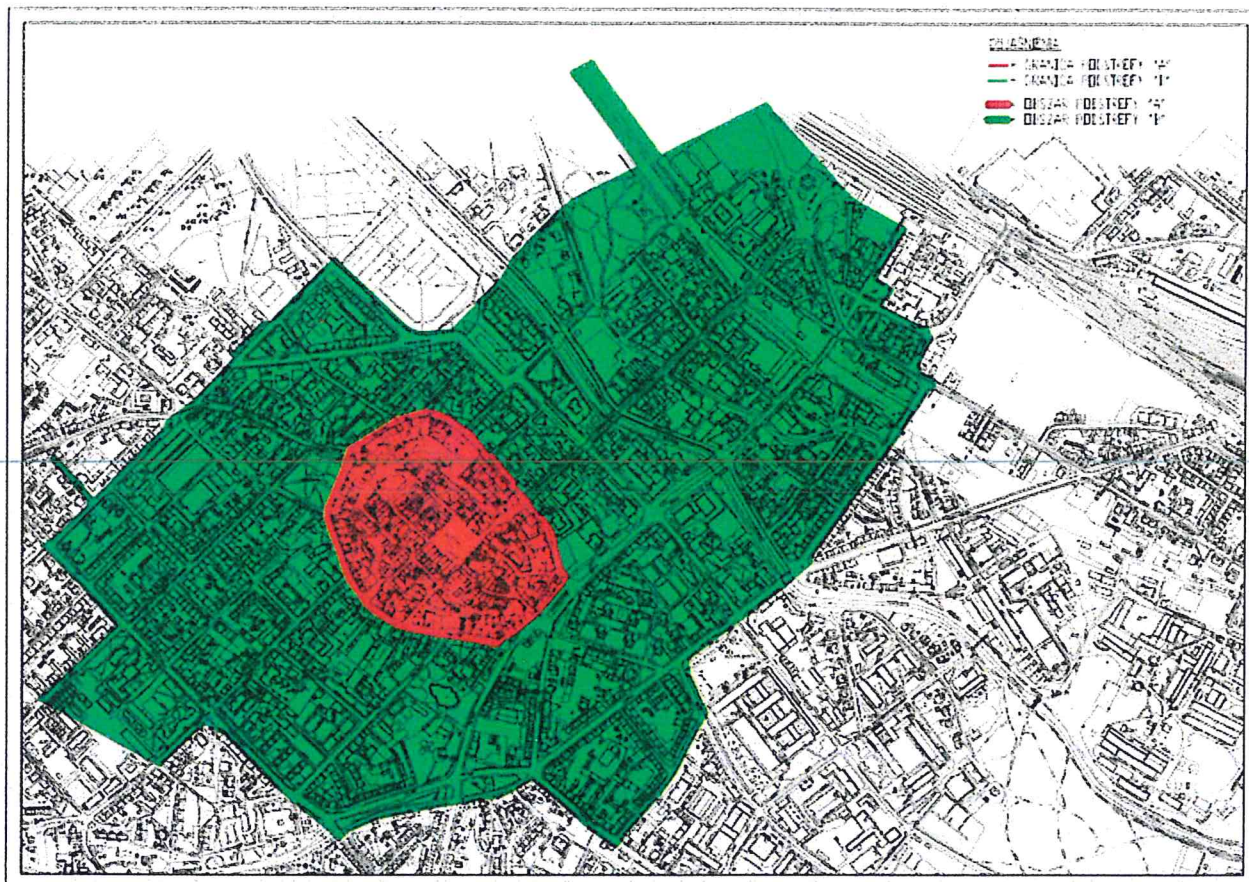 OBJAŚNIENIA
- GRANICA PODSTREFY "A"
- GRANICA PODSTREFY "B"
OBSZAR PODSTREFY "A"
OBSZAR PODSTREFY "B"